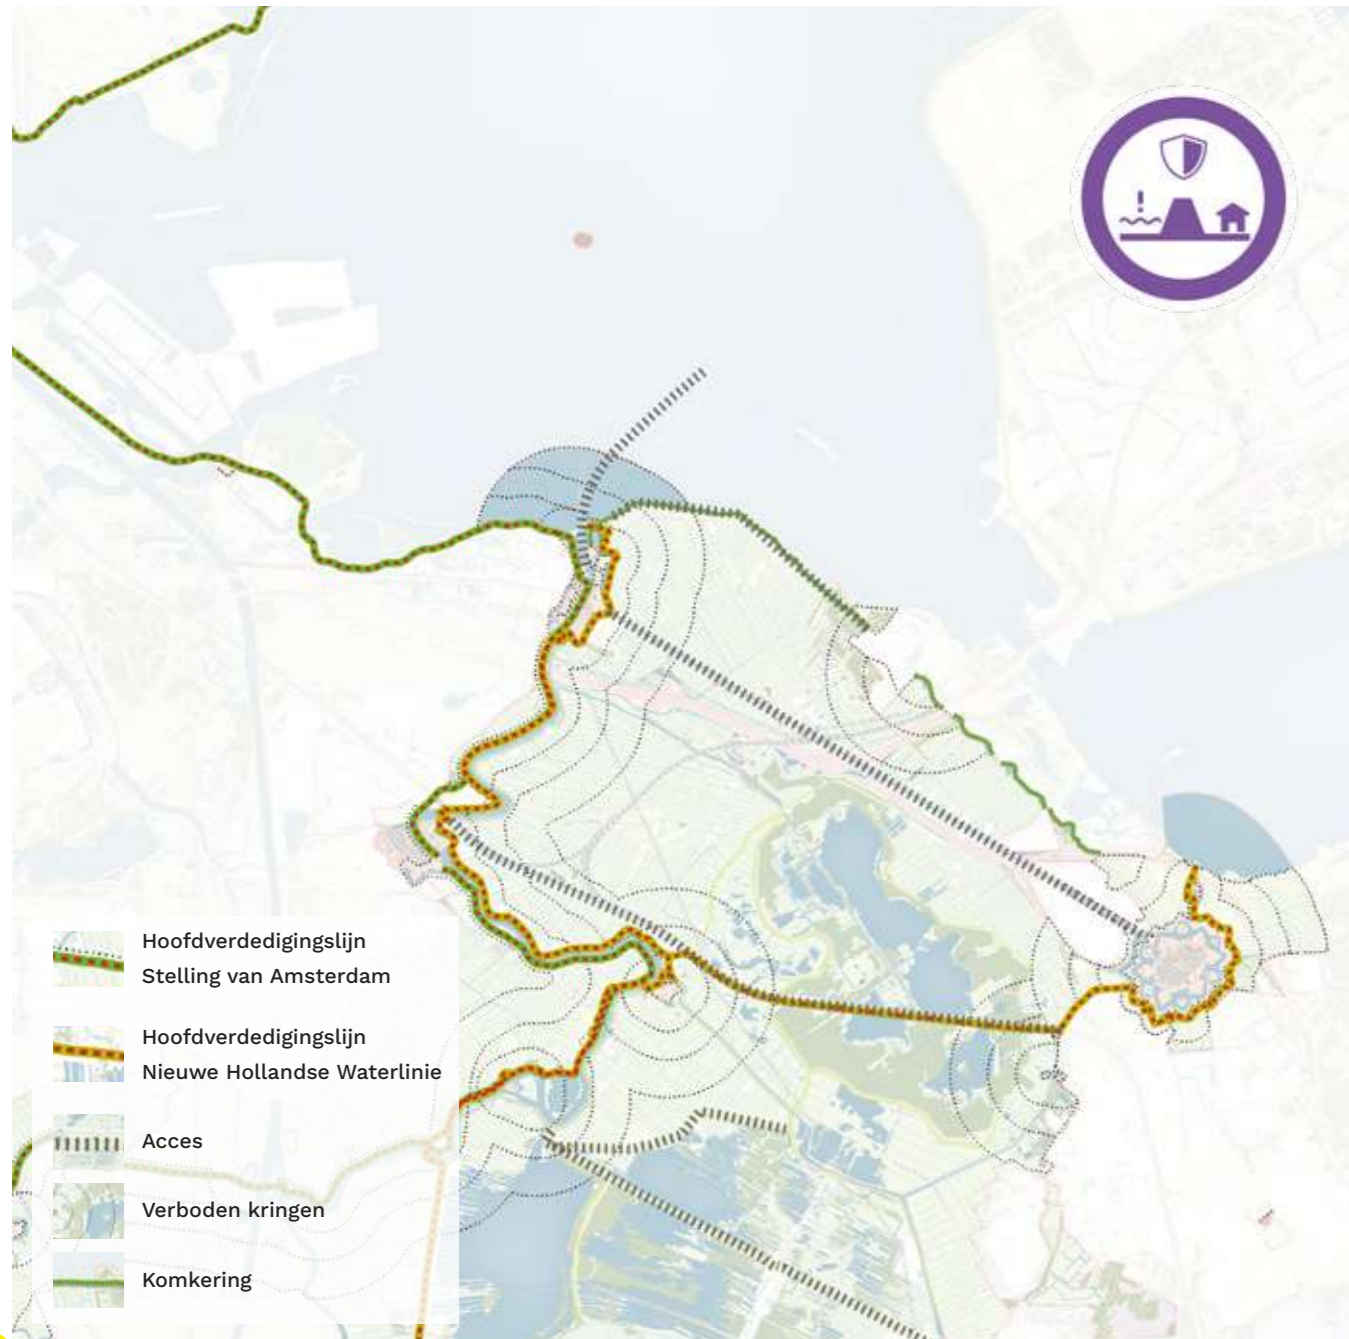 Hoofdverdedigingslijn
Stelling van Amsterdam
Hoofdverdedigingslijn
Nieuwe Hollandse Waterlinie
Acces
Verboden kringen
Komkering